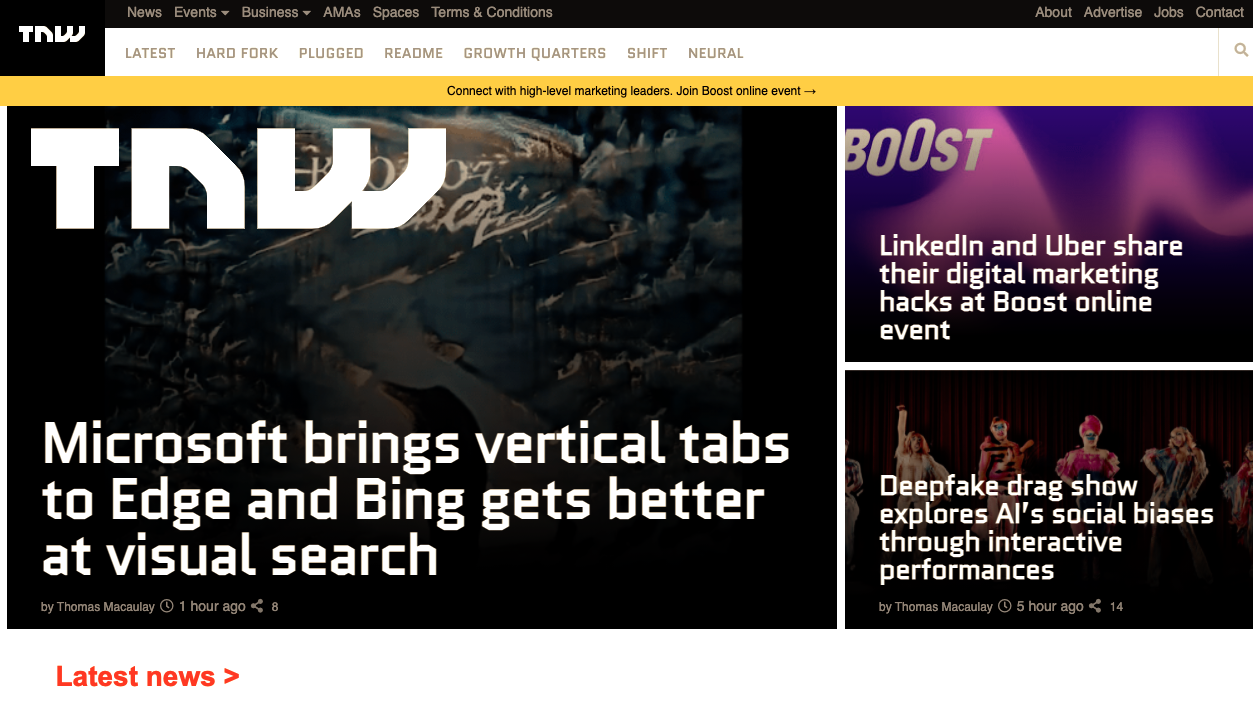 TNW
News Events Business AMAs Spaces Terms & Conditions About Advertise Jobs Contact
LATEST HARD FORK PLUGGED README GROWTH QUARTERS SHIFT NEURAL
Connect with high-level marketing leaders. Join Boost online event →
TNW
Microsoft brings vertical tabs
to Edge and Bing gets better
at visual search
by Thomas Macaulay 1 hour ago 8
BOOST
LinkedIn and Uber share
their digital marketing
hacks at Boost online
event
Deepfake drag show
explores AI's social biases
through interactive
performances
by Thomas Macaulay 5 hour ago 14
Latest news >